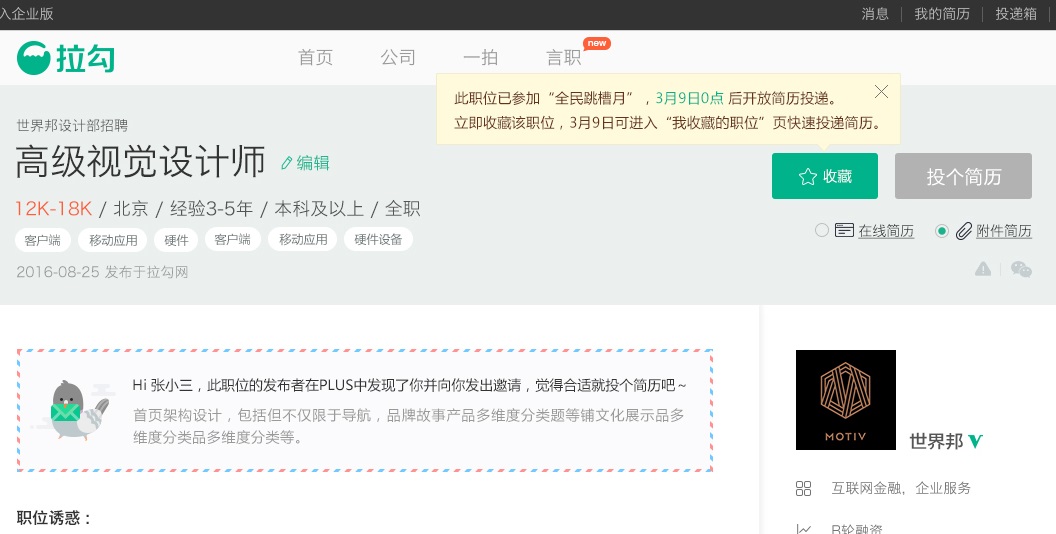 入企业版
消息
我的简历
投递箱
拉勾
首页
公司
一拍
言职
new
此职位已参加“全民跳槽月”，3月9日0点 后开放简历投递。
立即收藏该职位，3月9日可进入“我收藏的职位”页快速投递简历。
世界邦设计部招聘
高级视觉设计师
编辑
收藏
投个简历
12K-18K / 北京 / 经验3-5年 / 本科及以上 / 全职
在线简历
附件简历
客户端
移动应用
硬件
客户端
移动应用
硬件设备
2016-08-25 发布于拉勾网
Hi 张小三，此职位的发布者在PLUS中发现了你并向你发出邀请，觉得合适就投个简历吧～
首页架构设计，包括但不仅限于导航，品牌故事产品多维度分类题等铺文化展示品多
维度分类品多维度分类等。
MOTIV
世界邦
互联网金融，企业服务
职位诱惑：
B轮融资